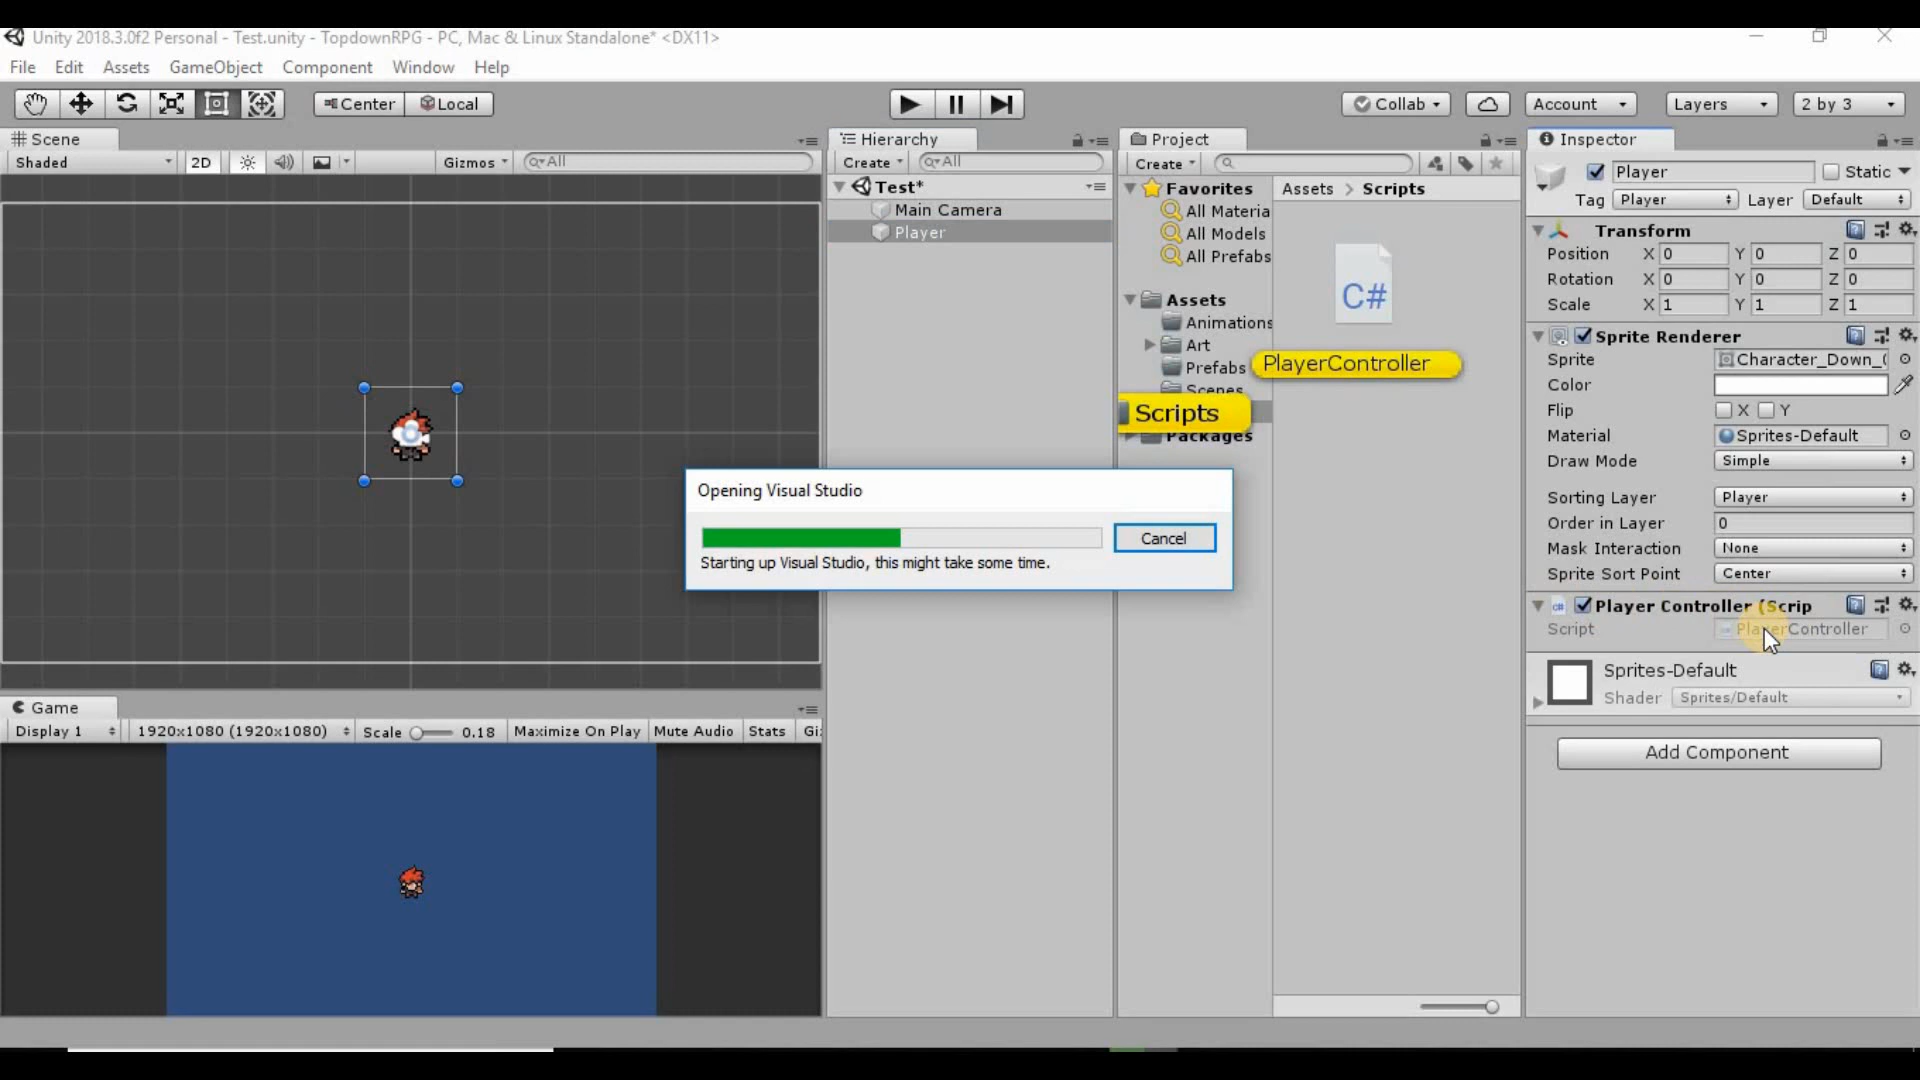 Unity 2018.3.0f2 Personal - Test.unity - TopdownRPG - PC, Mac & Linux Standalone* <DX11>
File Edit Assets GameObject Component Window Help
Center Local
Collab Account Layers 2 by 3
Scene
Shaded 2D Gizmos All
Hierarchy
Create All
Test*
Main Camera
Player
Project
Create
Favorites
All Materia
All Models
All Prefabs
Assets
Animations
Art
Prefabs
Scenes
Scripts
Packages
Assets > Scripts
C#
PlayerController
Opening Visual Studio
Cancel
Starting up Visual Studio, this might take some time.
Inspector
Player Static
Tag Player Layer Default
Transform
Position X 0 Y 0 Z 0
Rotation X 0 Y 0 Z 0
Scale X 1 Y 1 Z 1
Sprite Renderer
Sprite Character_Down_(
Color
Flip X Y
Material Sprites-Default
Draw Mode Simple
Sorting Layer Player
Order in Layer 0
Mask Interaction None
Sprite Sort Point Center
Player Controller (Scrip
Script PlayerController
Sprites-Default
Shader Sprites/Default
Add Component
Game
Display 1 1920x1080 (1920x1080) Scale 0.18 Maximize On Play Mute Audio Stats Gi